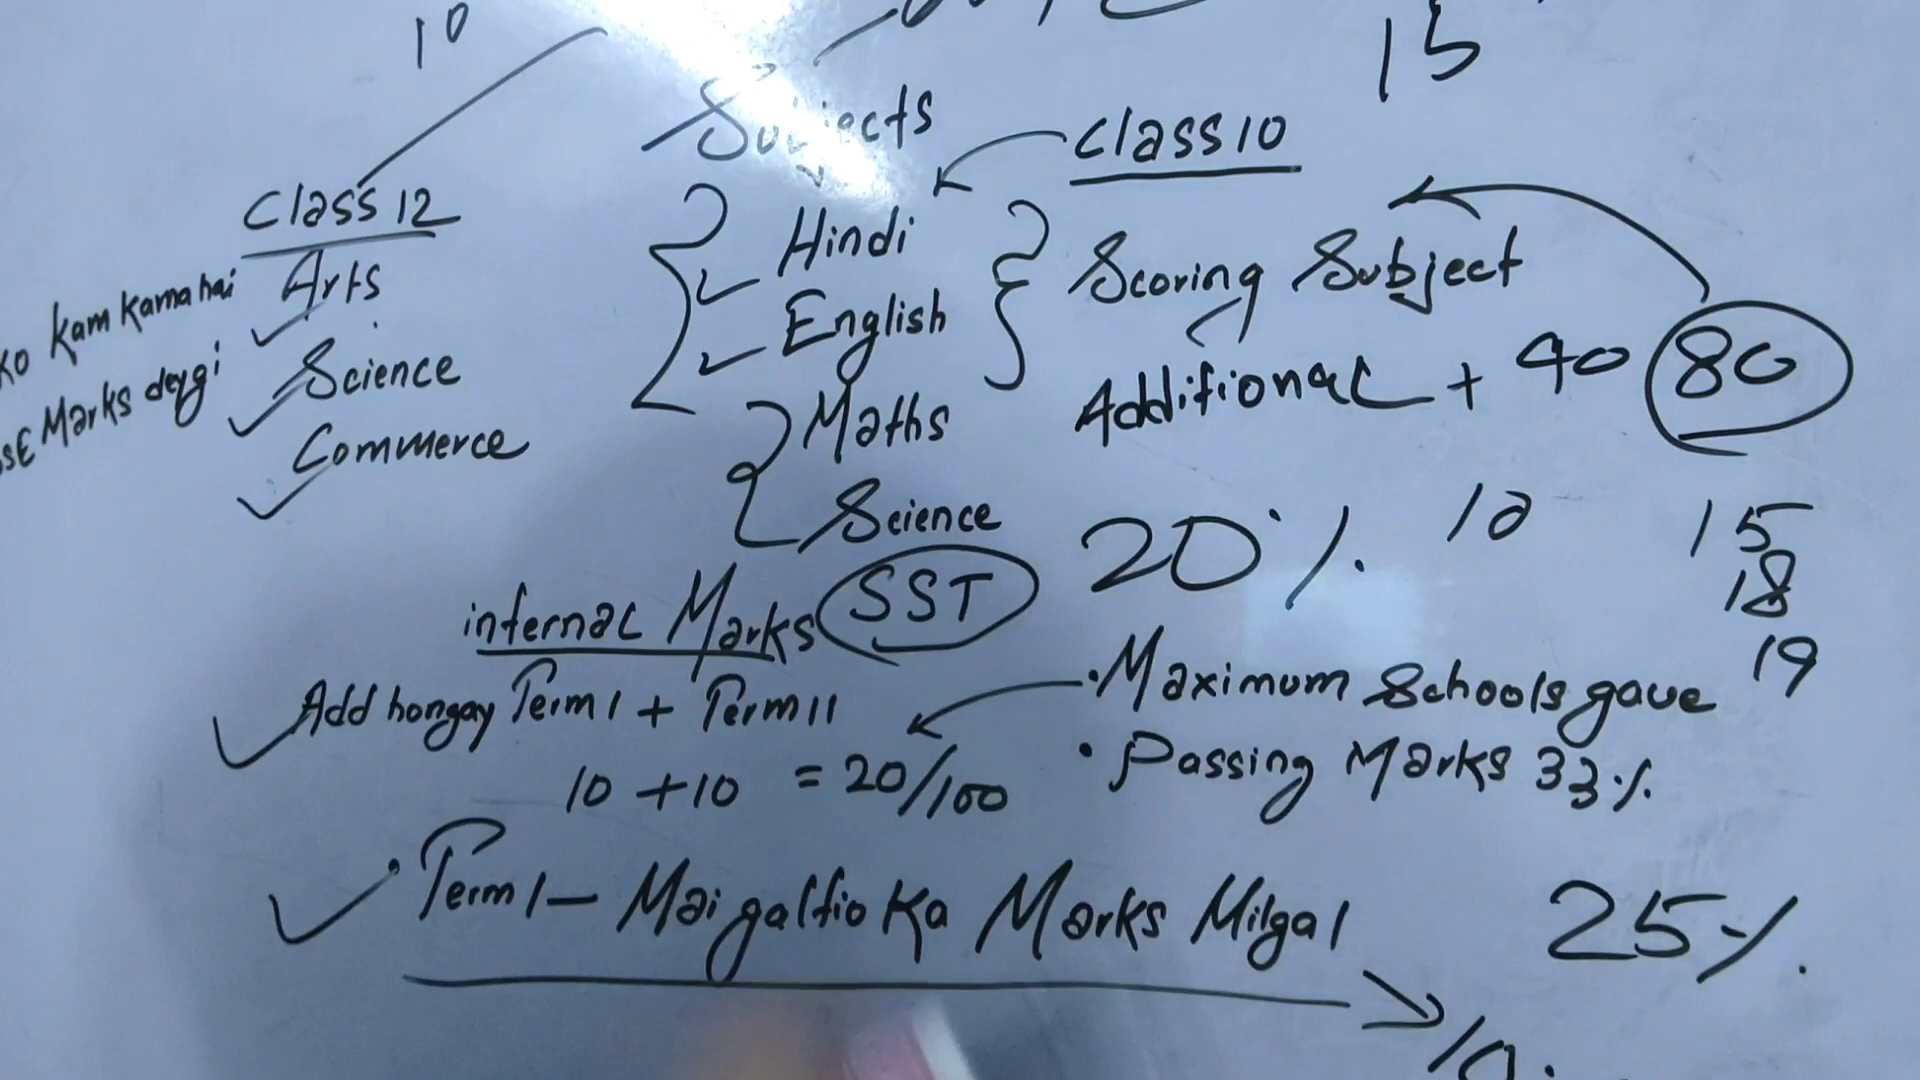 10
15
Subjects
Class 10
Class 12
Hindi
Scoring Subject
Ko Kam Karna hai
Arts
English
Additional + 40 80
Marks deygi
Science
Maths
Commerce
Science
20%. 10 15
18
19
internal Marks SST
Add hongay Term I + Term II
• Maximum Schools gave
10 + 10 = 20/100
• Passing Marks 33%.
• Term I - Mai galtio Ka Marks Milga
25%.